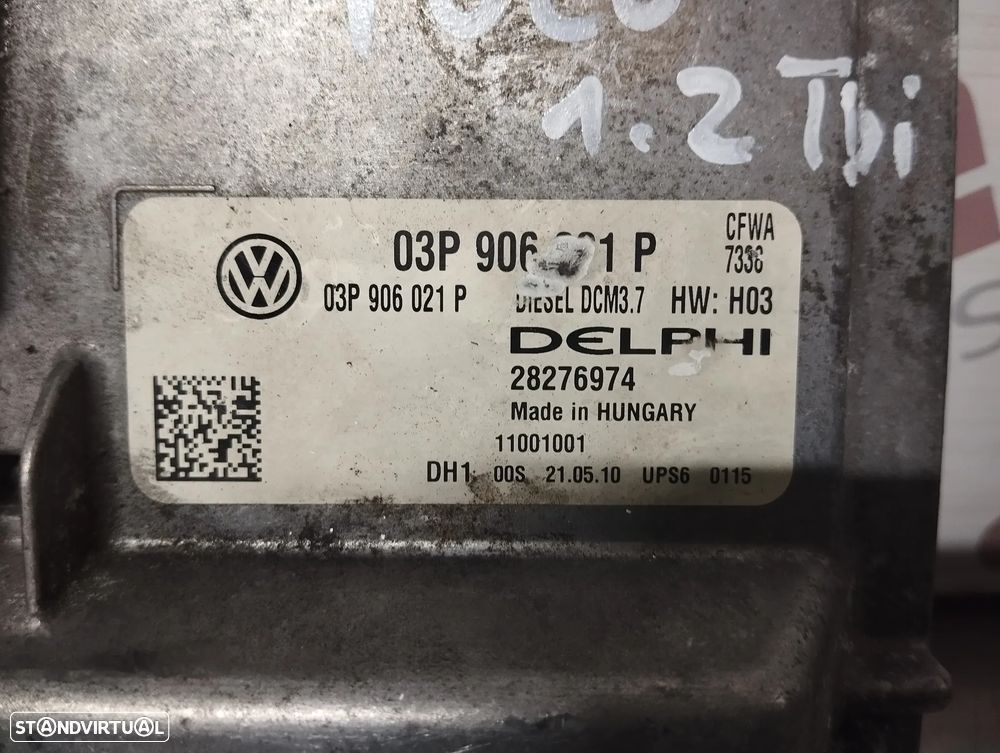 1.2 TDi
03P 906 021 P
CFWA
7338
03P 906 021 P
DIESEL DCM3.7 HW: H03
DELPHI
28276974
Made in HUNGARY
11001001
DH1 00S 21.05.10 UPS6 0115
STANDVIRTUAL